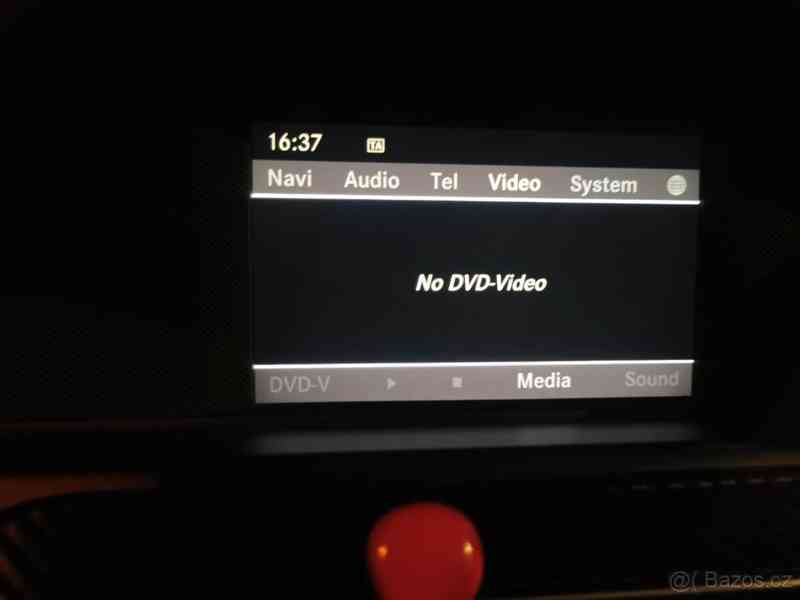 16:37 TA
Navi Audio Tel Video System
No DVD-Video
DVD-V Media Sound
@( Bazos.cz